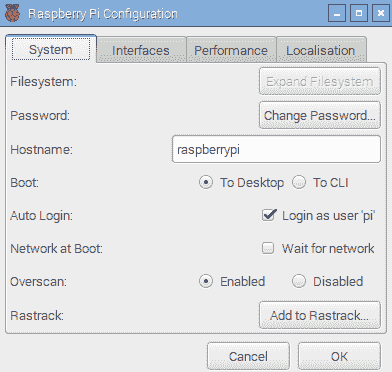 Raspberry Pi Configuration
System Interfaces Performance Localisation
Filesystem: Expand Filesystem
Password: Change Password...
Hostname: raspberrypi
Boot: To Desktop To CLI
Auto Login: Login as user 'pi'
Network at Boot: Wait for network
Overscan: Enabled Disabled
Rastrack: Add to Rastrack...
Cancel OK